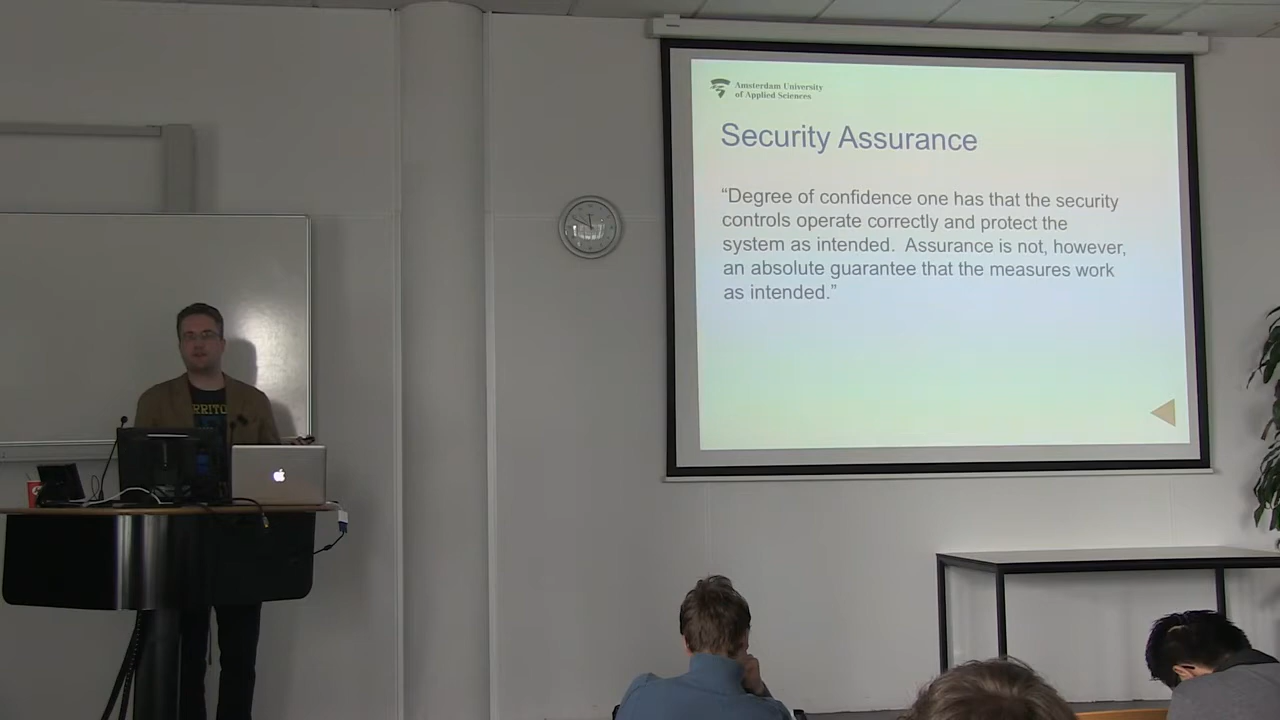 Amsterdam University
of Applied Sciences
Security Assurance
“Degree of confidence one has that the security
controls operate correctly and protect the
system as intended.  Assurance is not, however,
an absolute guarantee that the measures work
as intended.”
RRITO